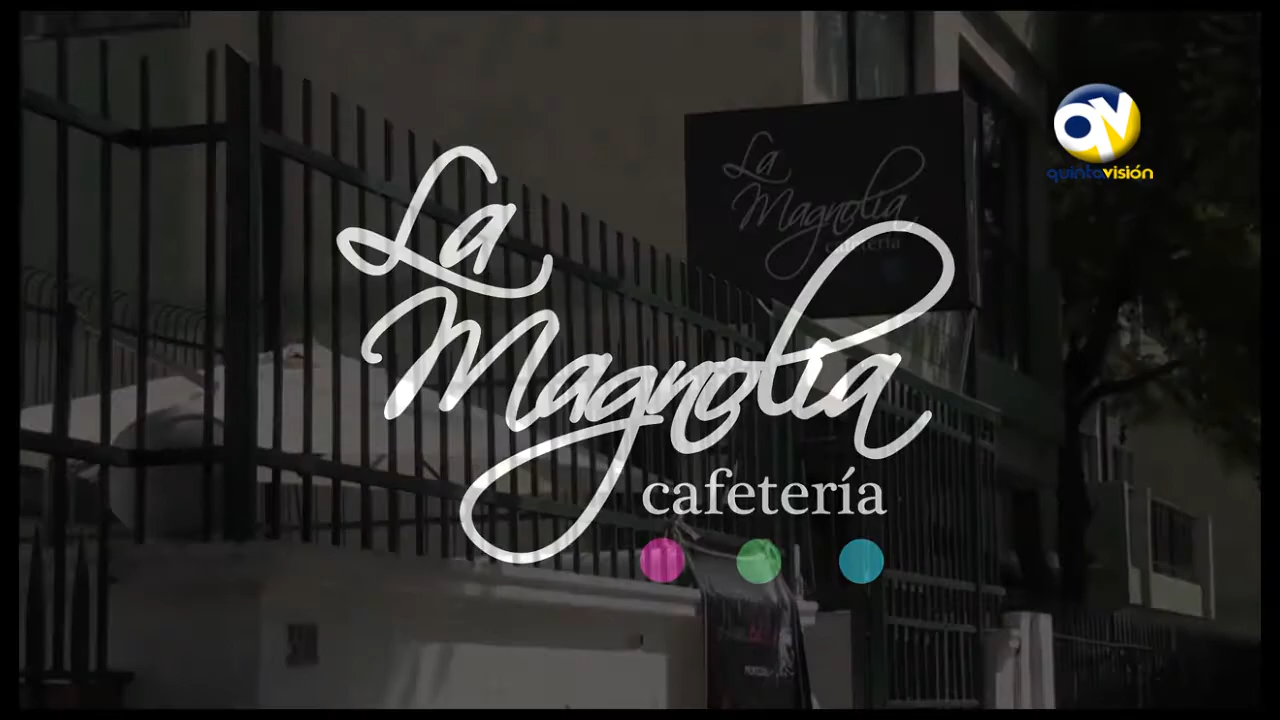 La
Magnolia
cafetería
La
Magnolia
cafetería
QV
quintavisión